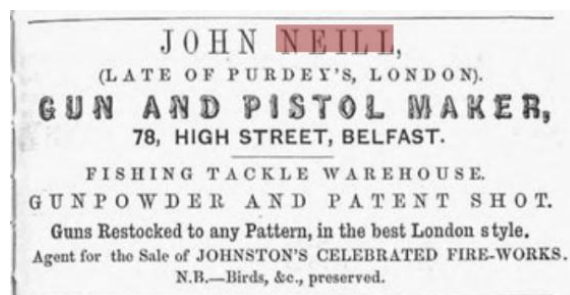 JOHN NEILL,
(LATE OF PURDEY'S, LONDON).
GUN AND PISTOL MAKER,
78, HIGH STREET, BELFAST.
FISHING TACKLE WAREHOUSE.
GUNPOWDER AND PATENT SHOT.
Guns Restocked to any Pattern, in the best London style.
Agent for the Sale of JOHNSTON'S CELEBRATED FIRE-WORKS.
N.B.—Birds, &c., preserved.